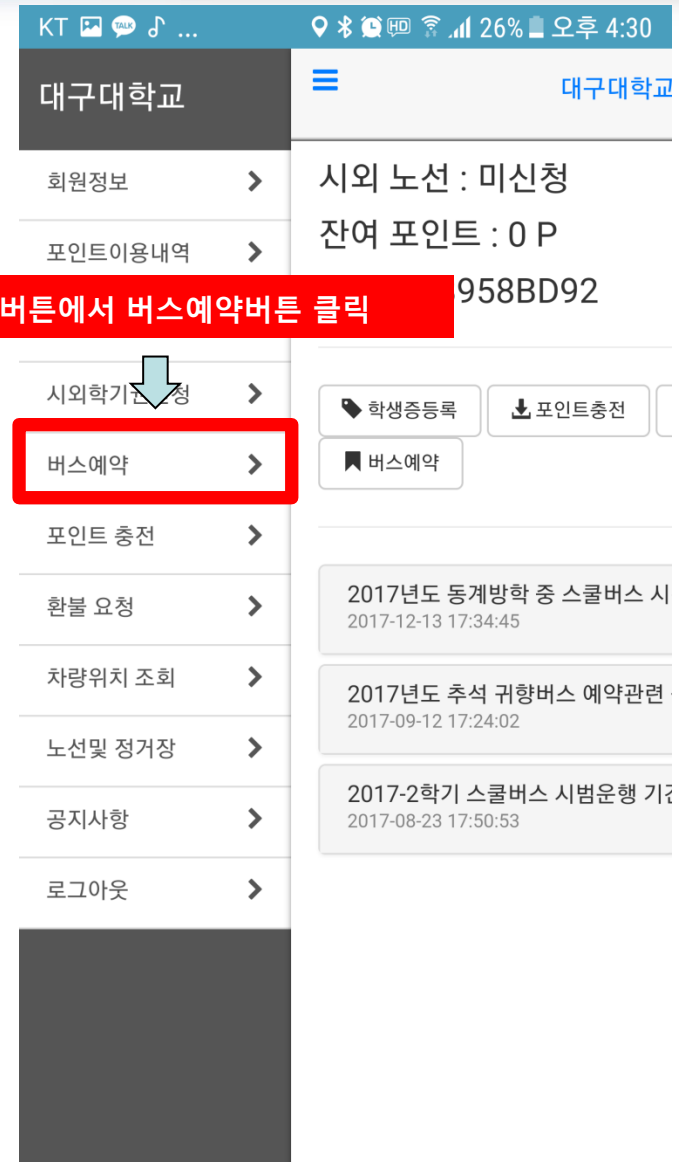 KT TALK ... HD 26% 오후 4:30
대구대학교
회원정보
포인트이용내역
버튼에서 버스예약버튼 클릭
시외학기 청
버스예약
포인트 충전
환불 요청
차량위치 조회
노선및 정거장
공지사항
로그아웃
대구대학교
시외 노선 : 미신청
잔여 포인트 : 0 P
958BD92
학생증등록 포인트충전
버스예약
2017년도 동계방학 중 스쿨버스 시
2017-12-13 17:34:45
2017년도 추석 귀향버스 예약관련
2017-09-12 17:24:02
2017-2학기 스쿨버스 시범운행 기간
2017-08-23 17:50:53